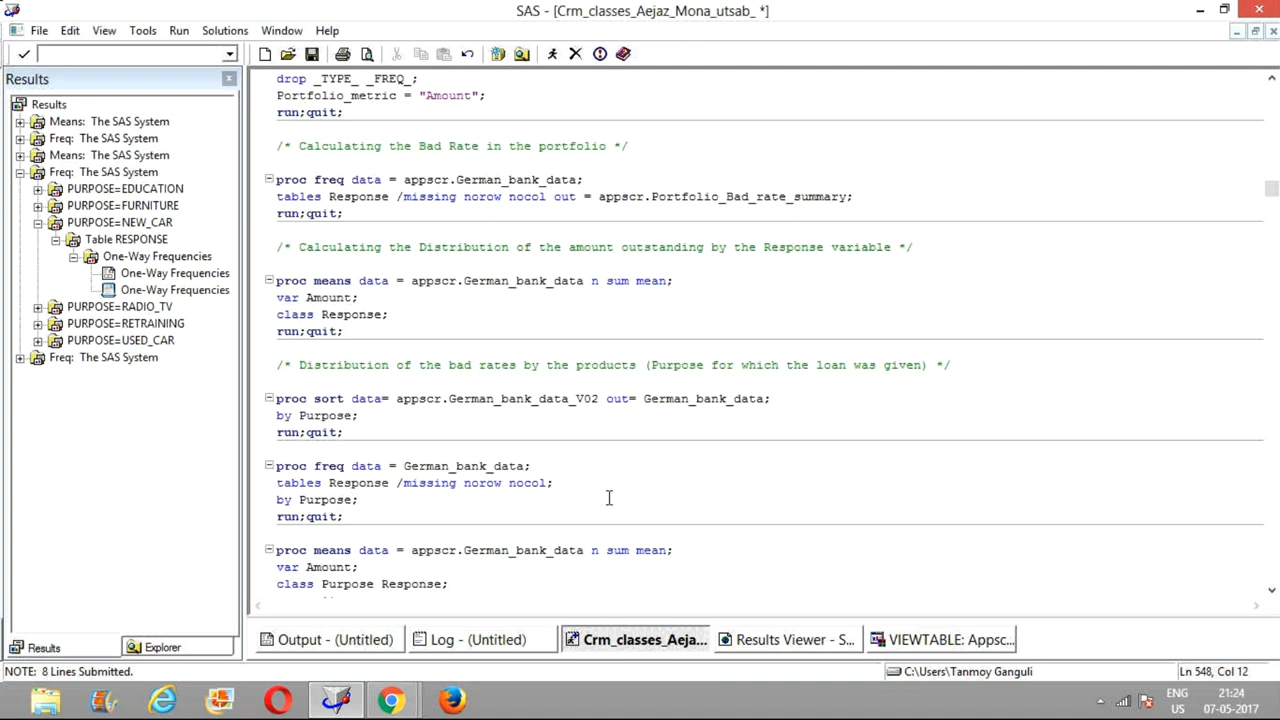 SAS - [Crm_classes_Aejaz_Mona_utsab_ *]
File Edit View Tools Run Solutions Window Help
Results
Results
Means: The SAS System
Freq: The SAS System
Means: The SAS System
Freq: The SAS System
PURPOSE=EDUCATION
PURPOSE=FURNITURE
PURPOSE=NEW_CAR
Table RESPONSE
One-Way Frequencies
One-Way Frequencies
One-Way Frequencies
PURPOSE=RADIO_TV
PURPOSE=RETRAINING
PURPOSE=USED_CAR
Freq: The SAS System
drop _TYPE_ _FREQ_;
Portfolio_metric = "Amount";
run;quit;
/* Calculating the Bad Rate in the portfolio */
proc freq data = appscr.German_bank_data;
tables Response /missing norow nocol out = appscr.Portfolio_Bad_rate_summary;
run;quit;
/* Calculating the Distribution of the amount outstanding by the Response variable */
proc means data = appscr.German_bank_data n sum mean;
var Amount;
class Response;
run;quit;
/* Distribution of the bad rates by the products (Purpose for which the loan was given) */
proc sort data= appscr.German_bank_data_V02 out= German_bank_data;
by Purpose;
run;quit;
proc freq data = German_bank_data;
tables Response /missing norow nocol;
by Purpose;
run;quit;
proc means data = appscr.German_bank_data n sum mean;
var Amount;
class Purpose Response;
Results Explorer
Output - (Untitled) Log - (Untitled) Crm_classes_Aeja... Results Viewer - S... VIEWTABLE: Appsc...
NOTE: 8 Lines Submitted. C:\Users\Tanmoy Ganguli Ln 548, Col 12
ENG 21:24
US 07-05-2017